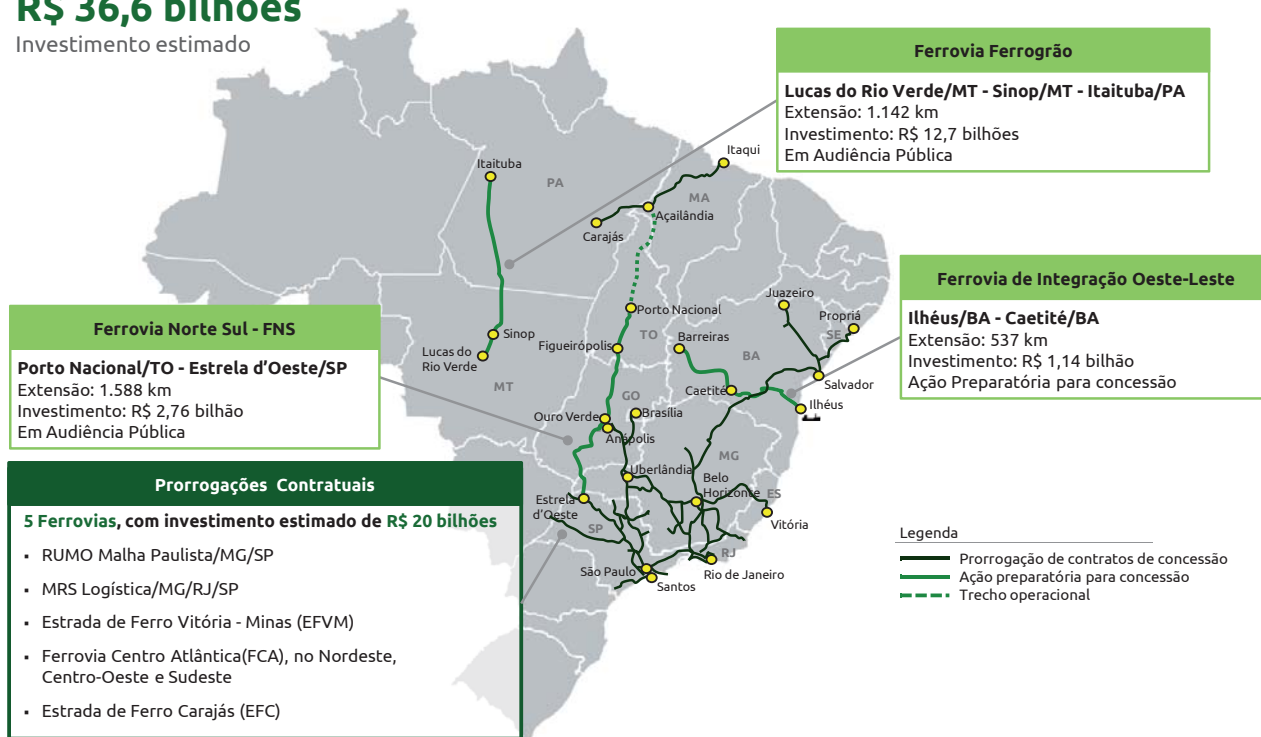 R$ 36,6 bilhões
Investimento estimado
Ferrovia Ferrogrão
Lucas do Rio Verde/MT - Sinop/MT - Itaituba/PA
Extensão: 1.142 km
Investimento: R$ 12,7 bilhões
Em Audiência Pública
Ferrovia de Integração Oeste-Leste
Ilhéus/BA - Caetité/BA
Extensão: 537 km
Investimento: R$ 1,14 bilhão
Ação Preparatória para concessão
Ferrovia Norte Sul - FNS
Porto Nacional/TO - Estrela d’Oeste/SP
Extensão: 1.588 km
Investimento: R$ 2,76 bilhão
Em Audiência Pública
Prorrogações Contratuais
5 Ferrovias, com investimento estimado de R$ 20 bilhões
▪ RUMO Malha Paulista/MG/SP
▪ MRS Logística/MG/RJ/SP
▪ Estrada de Ferro Vitória - Minas (EFVM)
▪ Ferrovia Centro Atlântica(FCA), no Nordeste,
Centro-Oeste e Sudeste
▪ Estrada de Ferro Carajás (EFC)
Itaqui
Itaituba
PA
MA
Açailândia
Carajás
Juazeiro
Porto Nacional
Propriá
SE
Sinop
Figueirópolis
TO
Barreiras
Lucas do
Rio Verde
BA
MT
Caetité
Salvador
GO
Ilhéus
Ouro Verde
Brasília
Anápolis
MG
Uberlândia
Belo
Horizonte
ES
Estrela
d’Oeste
SP
Vitória
RJ
São Paulo
Rio de Janeiro
Santos
Legenda
Prorrogação de contratos de concessão
Ação preparatória para concessão
Trecho operacional